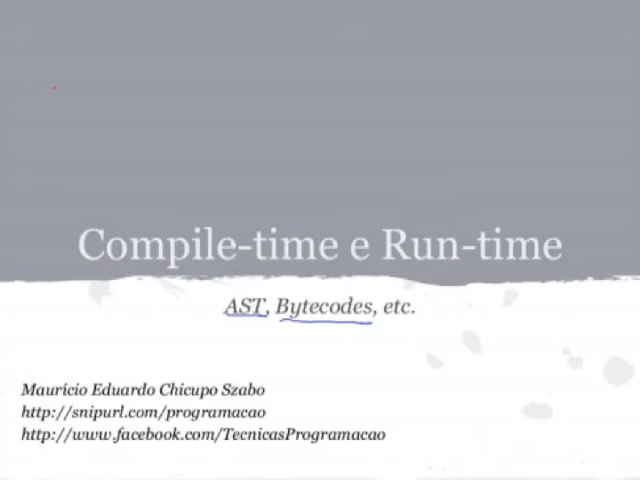 Compile-time e Run-time
AST, Bytecodes, etc.
Maurício Eduardo Chicupo Szabo
http://snipurl.com/programacao
http://www.facebook.com/TecnicasProgramacao